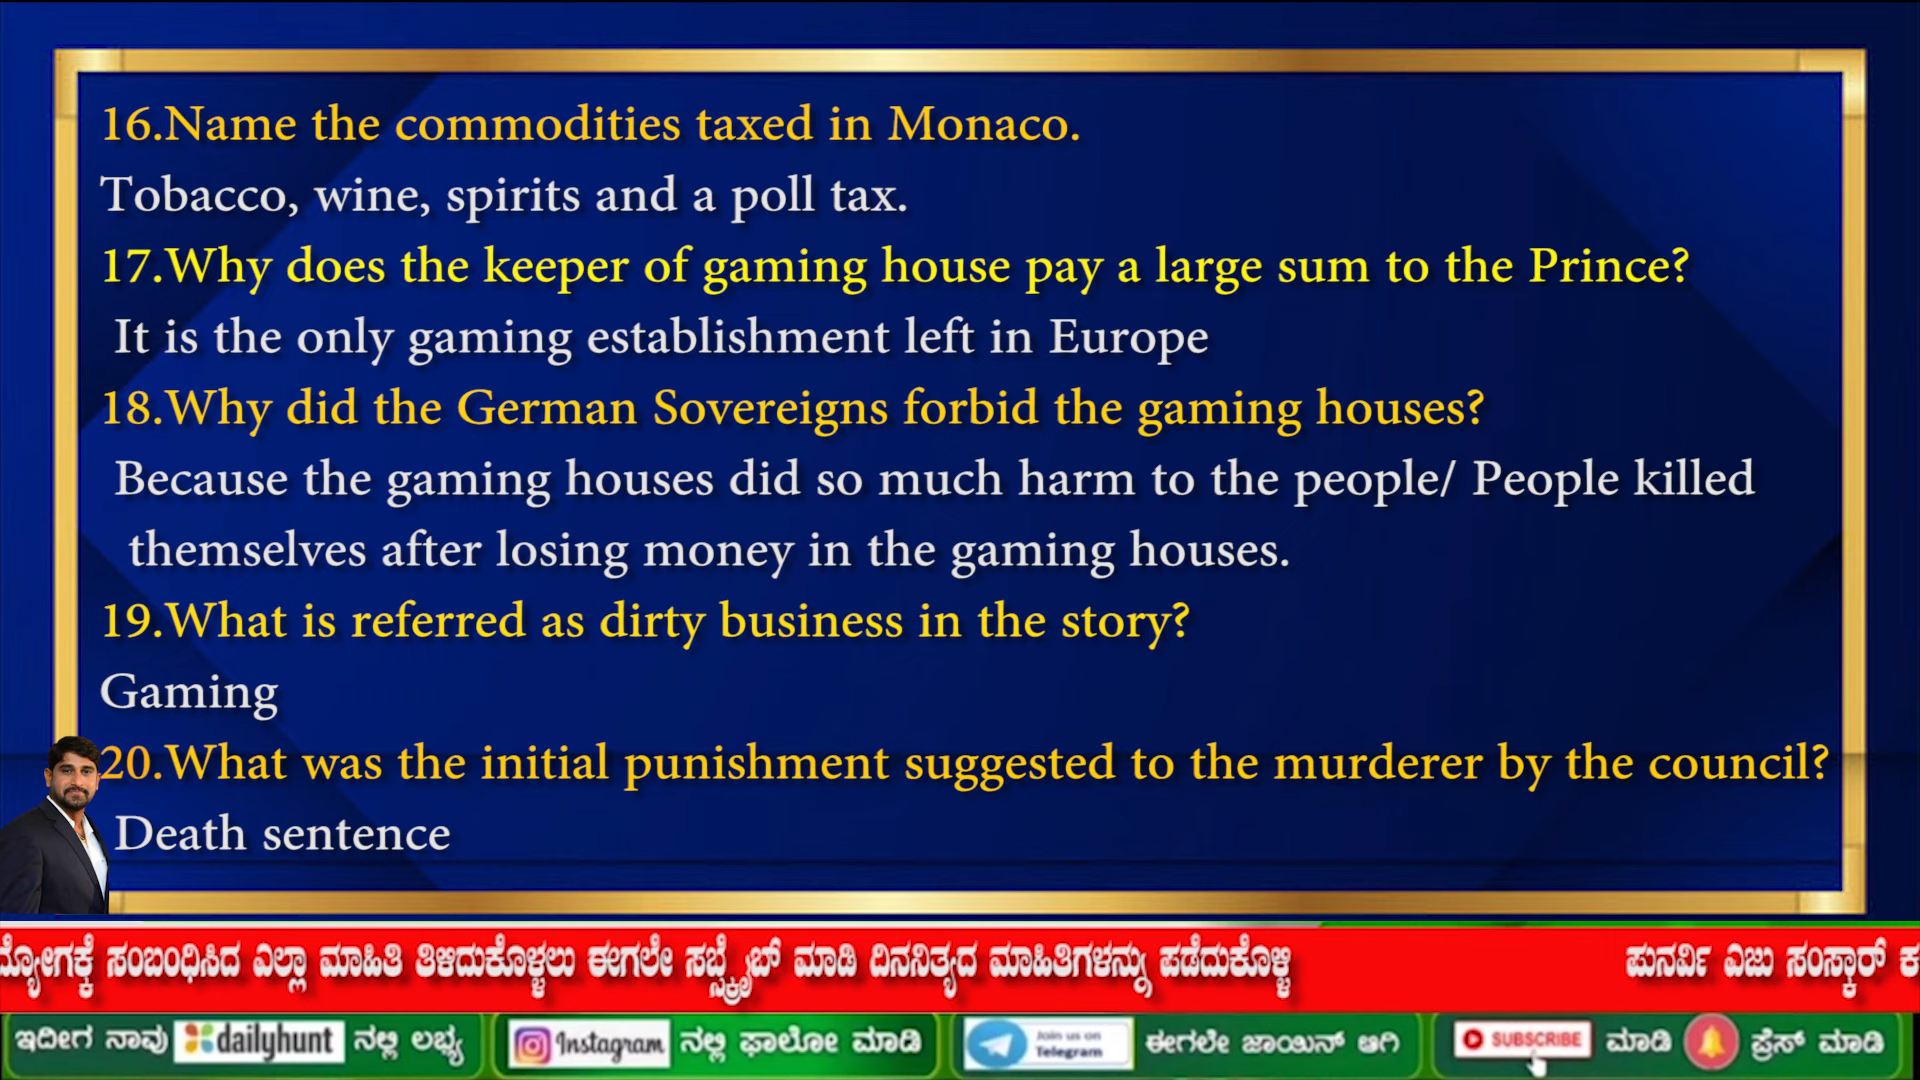 16.Name the commodities taxed in Monaco.
Tobacco, wine, spirits and a poll tax.
17.Why does the keeper of gaming house pay a large sum to the Prince?
It is the only gaming establishment left in Europe
18.Why did the German Sovereigns forbid the gaming houses?
Because the gaming houses did so much harm to the people/ People killed
themselves after losing money in the gaming houses.
19.What is referred as dirty business in the story?
Gaming
20.What was the initial punishment suggested to the murderer by the council?
Death sentence
ಸಂಬಂಧಿಸಿದ ಎಲ್ಲಾ ಮಾಹಿತಿ ತಿಳಿದುಕೊಳ್ಳಲು ಈಗಲೇ ಸಬ್ಸ್ಕ್ರೈಬ್ ಮಾಡಿ ದಿನನಿತ್ಯದ ಮಾಹಿತಿಗಳನ್ನು ಪಡೆದುಕೊಳ್ಳಿ ಪುನರ್ವಿ ಎಜು ಸಂಸ್ಕಾರ್
ಇದೀಗ ನಾವು dailyhunt ನಲ್ಲಿ ಲಭ್ಯ Instagram ನಲ್ಲಿ ಫಾಲೋ ಮಾಡಿ Join us on Telegram ಈಗಲೇ ಜಾಯಿನ್ ಆಗಿ SUBSCRIBE ಮಾಡಿ ಪ್ರೆಸ್ ಮಾಡಿ